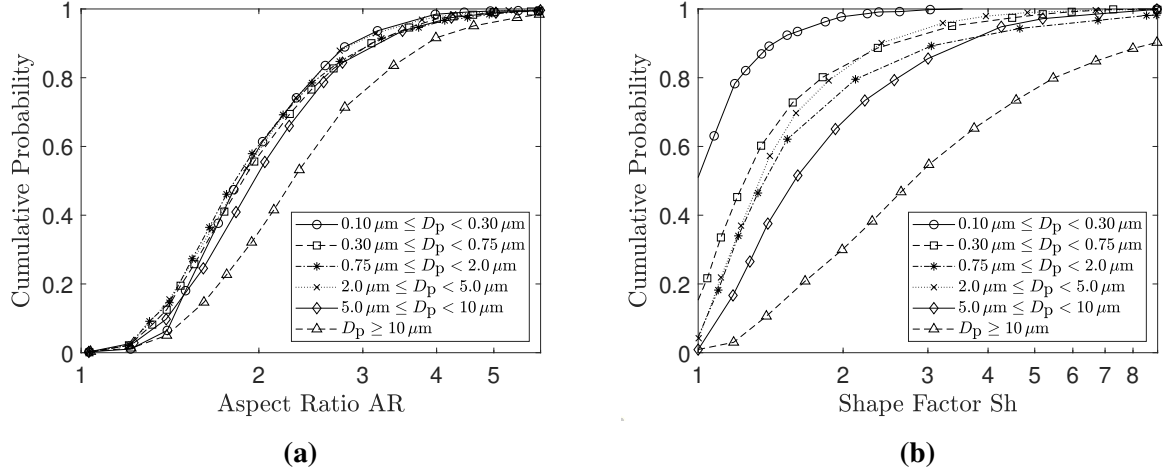 1
0.8
0.6
0.4
0.2
0
Cumulative Probability
0.10 μm ≤ Dp < 0.30 μm
0.30 μm ≤ Dp < 0.75 μm
0.75 μm ≤ Dp < 2.0 μm
2.0 μm ≤ Dp < 5.0 μm
5.0 μm ≤ Dp < 10 μm
Dp ≥ 10 μm
1 2 3 4 5
Aspect Ratio AR
(a)
1
0.8
0.6
0.4
0.2
0
Cumulative Probability
0.10 μm ≤ Dp < 0.30 μm
0.30 μm ≤ Dp < 0.75 μm
0.75 μm ≤ Dp < 2.0 μm
2.0 μm ≤ Dp < 5.0 μm
5.0 μm ≤ Dp < 10 μm
Dp ≥ 10 μm
1 2 3 4 5 6 7 8
Shape Factor Sh
(b)